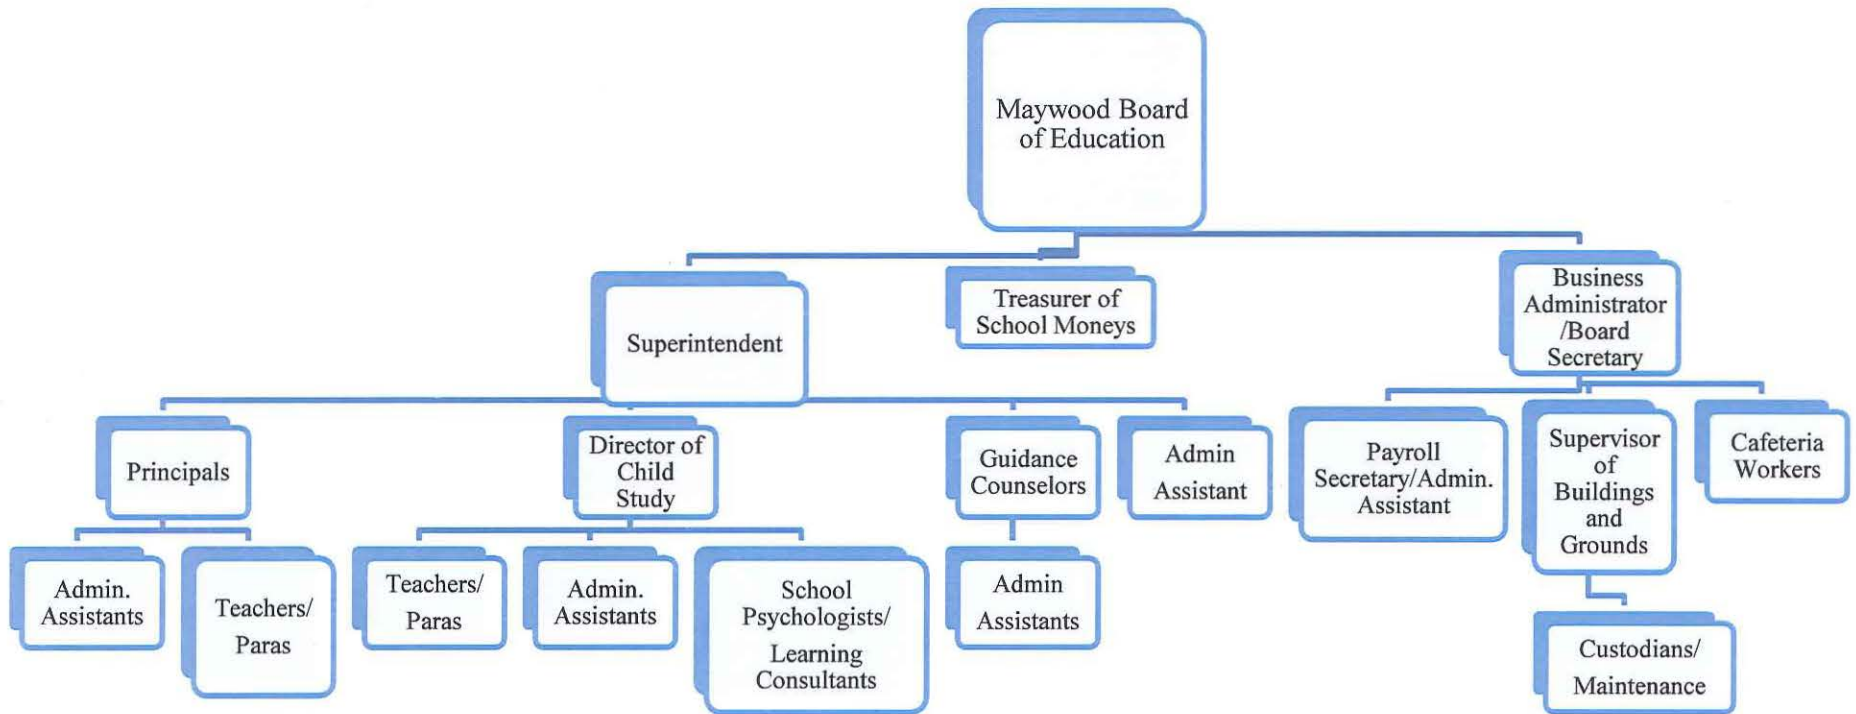 Maywood Board
of Education
Superintendent
Treasurer of
School Moneys
Business
Administrator
/Board
Secretary
Principals
Director of
Child
Study
Guidance
Counselors
Admin
Assistant
Payroll
Secretary/Admin.
Assistant
Supervisor
of
Buildings
and
Grounds
Cafeteria
Workers
Admin.
Assistants
Teachers/
Paras
Teachers/
Paras
Admin.
Assistants
School
Psychologists/
Learning
Consultants
Admin
Assistants
Custodians/
Maintenance